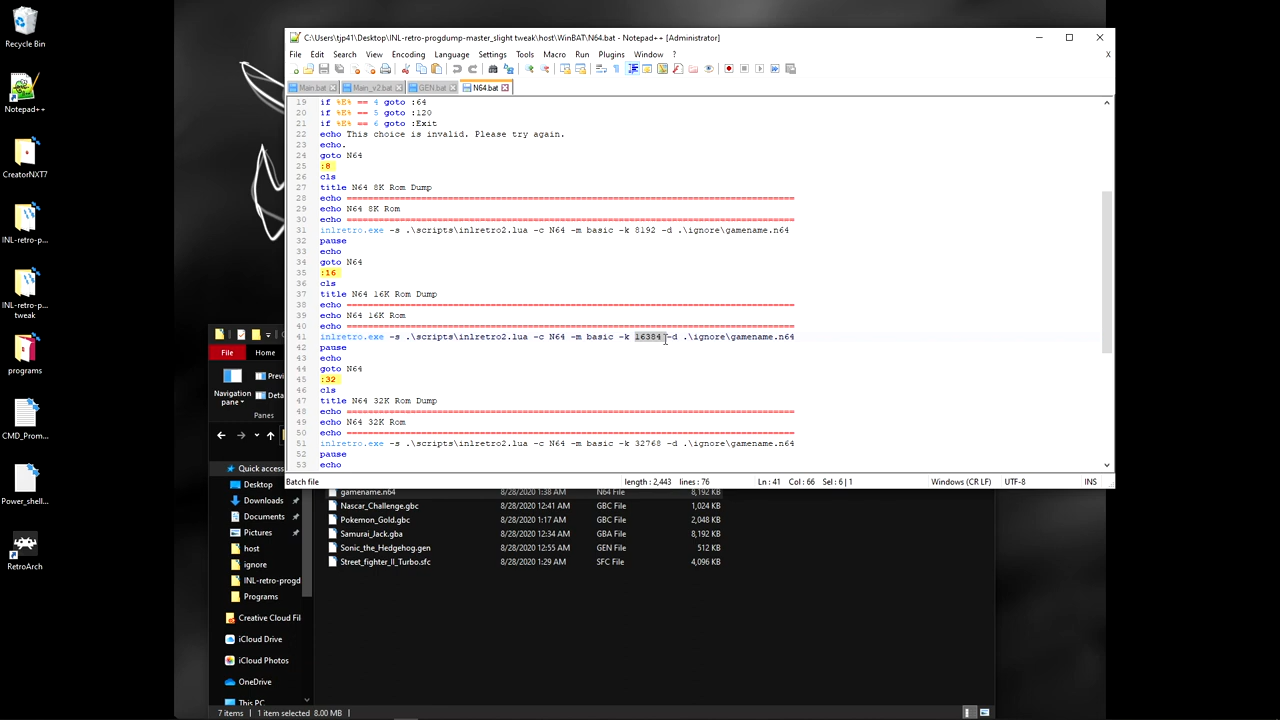 Recycle Bin
Notepad++
CreatorNXT7
INL-retro-p...
INL-retro-p...
tweak
programs
CMD_Prom...
Power_shell...
RetroArch
C:\Users\tjp41\Desktop\INL-retro-progdump-master_slight tweak\host\WinBAT\N64.bat - Notepad++ [Administrator]
File Edit Search View Encoding Language Settings Tools Macro Run Plugins Window ?
X
Main.bat Main_v2.bat GEN.bat N64.bat
19 if %E% == 4 goto :64
20 if %E% == 5 goto :120
21 if %E% == 6 goto :Exit
22 echo This choice is invalid. Please try again.
23 echo.
24 goto N64
25 :8
26 cls
27 title N64 8K Rom Dump
28 echo ====================================================================================
29 echo N64 8K Rom
30 echo ====================================================================================
31 inlretro.exe -s .\scripts\inlretro2.lua -c N64 -m basic -k 8192 -d .\ignore\gamename.n64
32 pause
33 echo
34 goto N64
35 :16
36 cls
37 title N64 16K Rom Dump
38 echo ====================================================================================
39 echo N64 16K Rom
40 echo ====================================================================================
41 inlretro.exe -s .\scripts\inlretro2.lua -c N64 -m basic -k 16384 -d .\ignore\gamename.n64
42 pause
43 echo
44 goto N64
45 :32
46 cls
47 title N64 32K Rom Dump
48 echo ====================================================================================
49 echo N64 32K Rom
50 echo ====================================================================================
51 inlretro.exe -s .\scripts\inlretro2.lua -c N64 -m basic -k 32768 -d .\ignore\gamename.n64
52 pause
53 echo
Batch file length : 2,443 lines : 76 Ln : 41 Col : 66 Sel : 6 | 1 Windows (CR LF) UTF-8 INS
File Home
Navigation
pane
Previ
Deta
Panes
Quick access
Desktop
Downloads
Documents
Pictures
host
ignore
INL-retro-progd
Programs
Creative Cloud Fil
iCloud Drive
iCloud Photos
OneDrive
This PC
gamename.n64 8/28/2020 1:38 AM N64 File 8,192 KB
Nascar_Challenge.gbc 8/28/2020 12:41 AM GBC File 1,024 KB
Pokemon_Gold.gbc 8/28/2020 1:17 AM GBC File 2,048 KB
Samurai_Jack.gba 8/28/2020 12:34 AM GBA File 8,192 KB
Sonic_the_Hedgehog.gen 8/28/2020 12:55 AM GEN File 512 KB
Street_fighter_II_Turbo.sfc 8/28/2020 1:29 AM SFC File 4,096 KB
7 items 1 item selected 8.00 MB